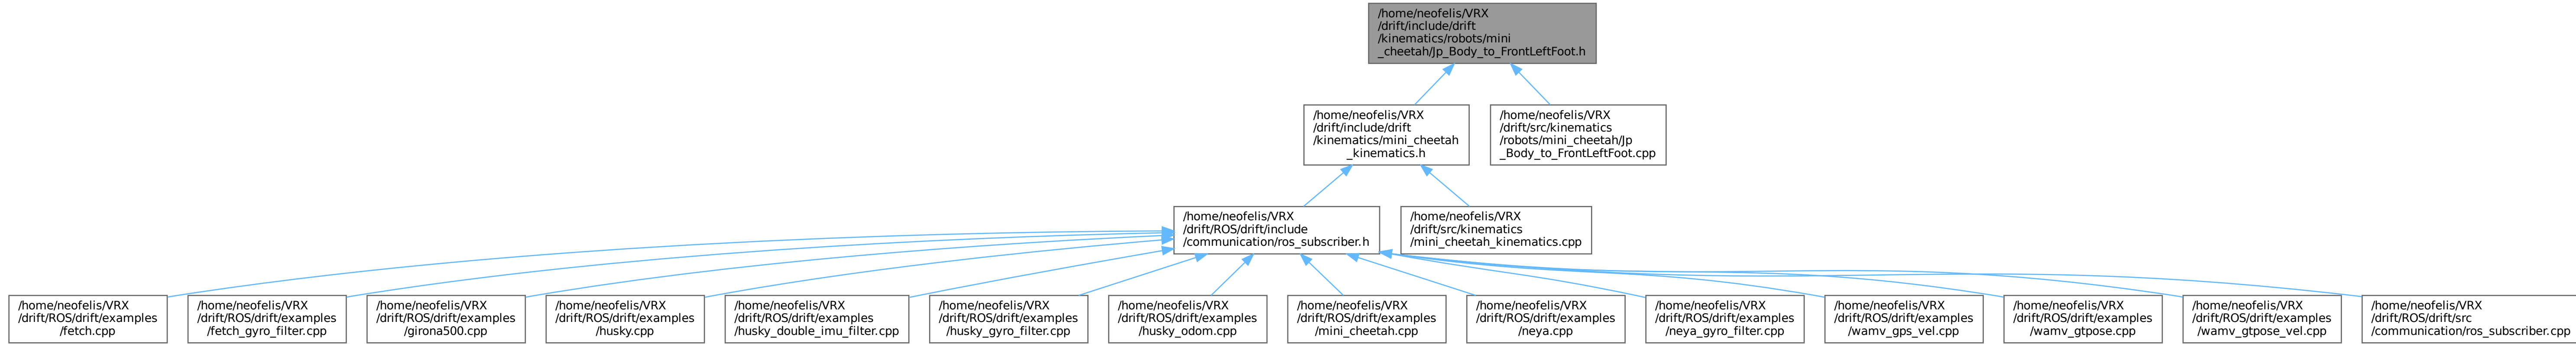 /home/neofelis/VRX
/drift/include/drift
/kinematics/robots/mini
_cheetah/Jp_Body_to_FrontLeftFoot.h
/home/neofelis/VRX
/drift/include/drift
/kinematics/mini_cheetah
_kinematics.h
/home/neofelis/VRX
/drift/src/kinematics
/robots/mini_cheetah/Jp
_Body_to_FrontLeftFoot.cpp
/home/neofelis/VRX
/drift/ROS/drift/include
/communication/ros_subscriber.h
/home/neofelis/VRX
/drift/src/kinematics
/mini_cheetah_kinematics.cpp
/home/neofelis/VRX
/drift/ROS/drift/examples
/fetch.cpp
/home/neofelis/VRX
/drift/ROS/drift/examples
/fetch_gyro_filter.cpp
/home/neofelis/VRX
/drift/ROS/drift/examples
/girona500.cpp
/home/neofelis/VRX
/drift/ROS/drift/examples
/husky.cpp
/home/neofelis/VRX
/drift/ROS/drift/examples
/husky_double_imu_filter.cpp
/home/neofelis/VRX
/drift/ROS/drift/examples
/husky_gyro_filter.cpp
/home/neofelis/VRX
/drift/ROS/drift/examples
/husky_odom.cpp
/home/neofelis/VRX
/drift/ROS/drift/examples
/mini_cheetah.cpp
/home/neofelis/VRX
/drift/ROS/drift/examples
/neya.cpp
/home/neofelis/VRX
/drift/ROS/drift/examples
/neya_gyro_filter.cpp
/home/neofelis/VRX
/drift/ROS/drift/examples
/wamv_gps_vel.cpp
/home/neofelis/VRX
/drift/ROS/drift/examples
/wamv_gtpose.cpp
/home/neofelis/VRX
/drift/ROS/drift/examples
/wamv_gtpose_vel.cpp
/home/neofelis/VRX
/drift/ROS/drift/src
/communication/ros_subscriber.cpp